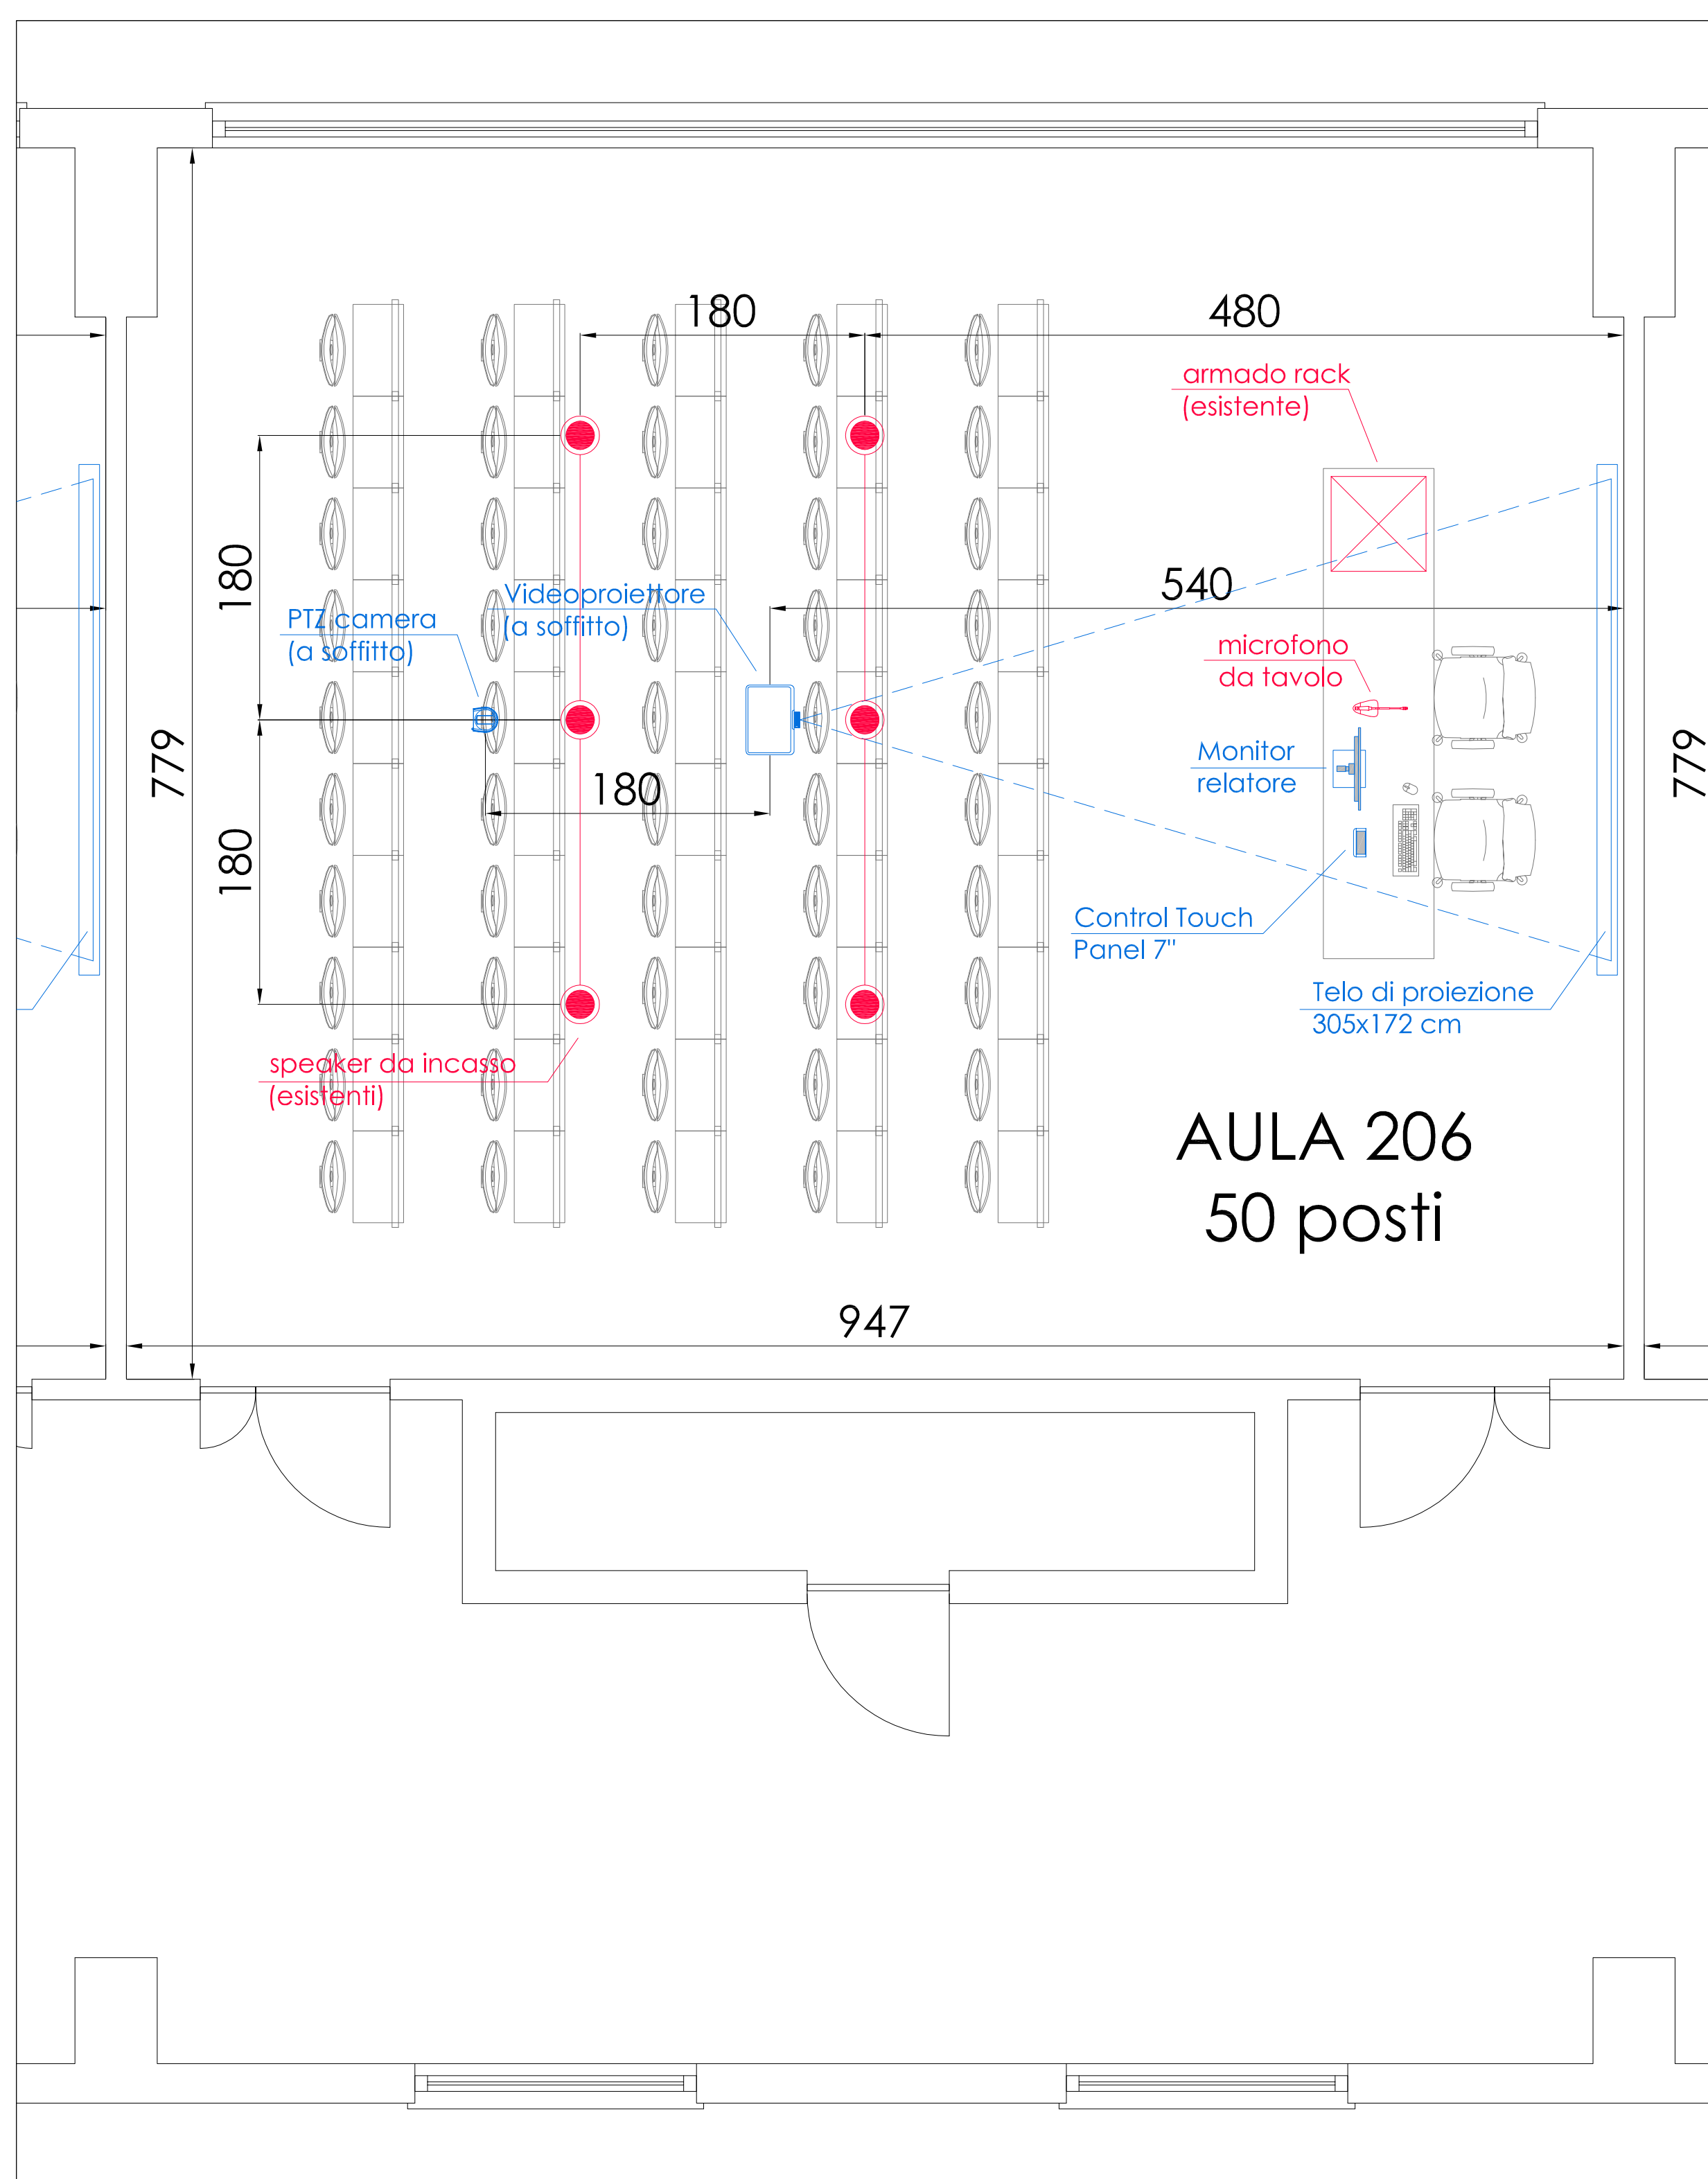 180
480
armado rack
(esistente)
180
540
Videoproiettore
(a soffitto)
PTZ camera
(a soffitto)
microfono
da tavolo
779
779
Monitor
relatore
180
180
Control Touch
Panel 7"
Telo di proiezione
305x172 cm
speaker da incasso
(esistenti)
AULA 206
50 posti
947